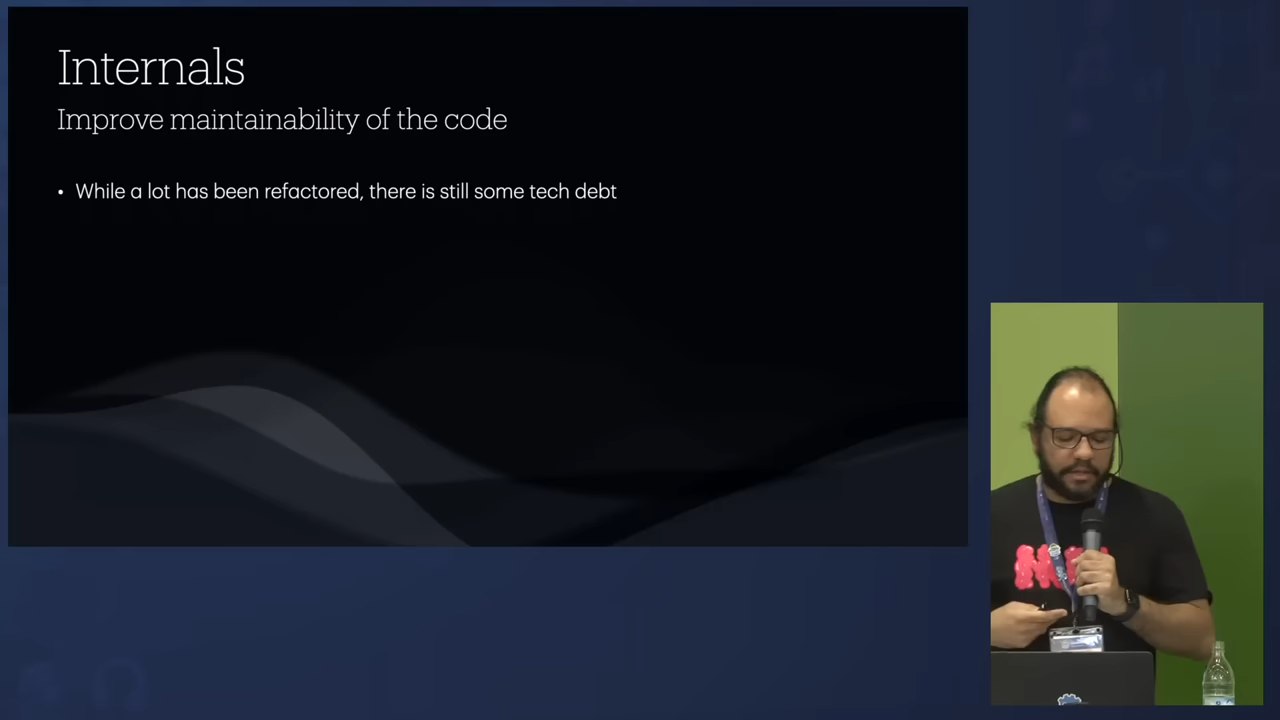 Internals
Improve maintainability of the code
• While a lot has been refactored, there is still some tech debt